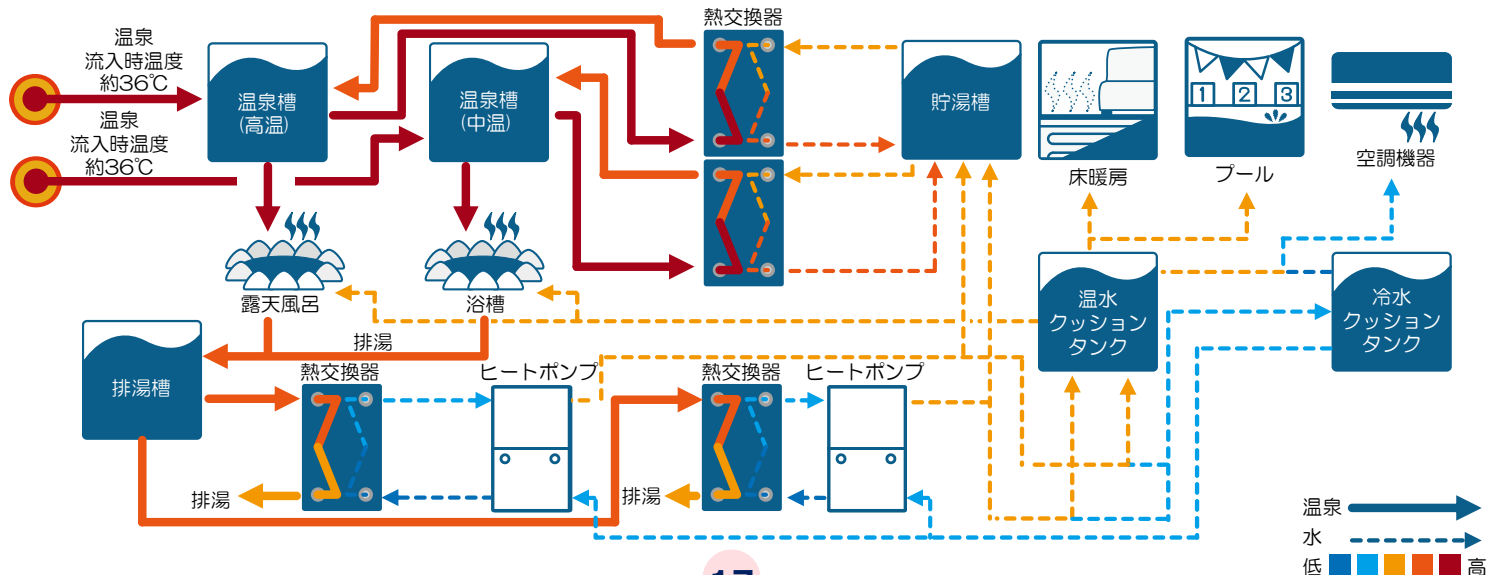 温泉
流入時温度
約36℃
温泉
流入時温度
約36℃
温泉槽
(高温)
温泉槽
(中温)
熱交換器
貯湯槽
1 2 3
床暖房
プール
空調機器
露天風呂
浴槽
排湯
温水
クッション
タンク
冷水
クッション
タンク
排湯槽
熱交換器
ヒートポンプ
熱交換器
ヒートポンプ
排湯
排湯
温泉
水
低 高
17